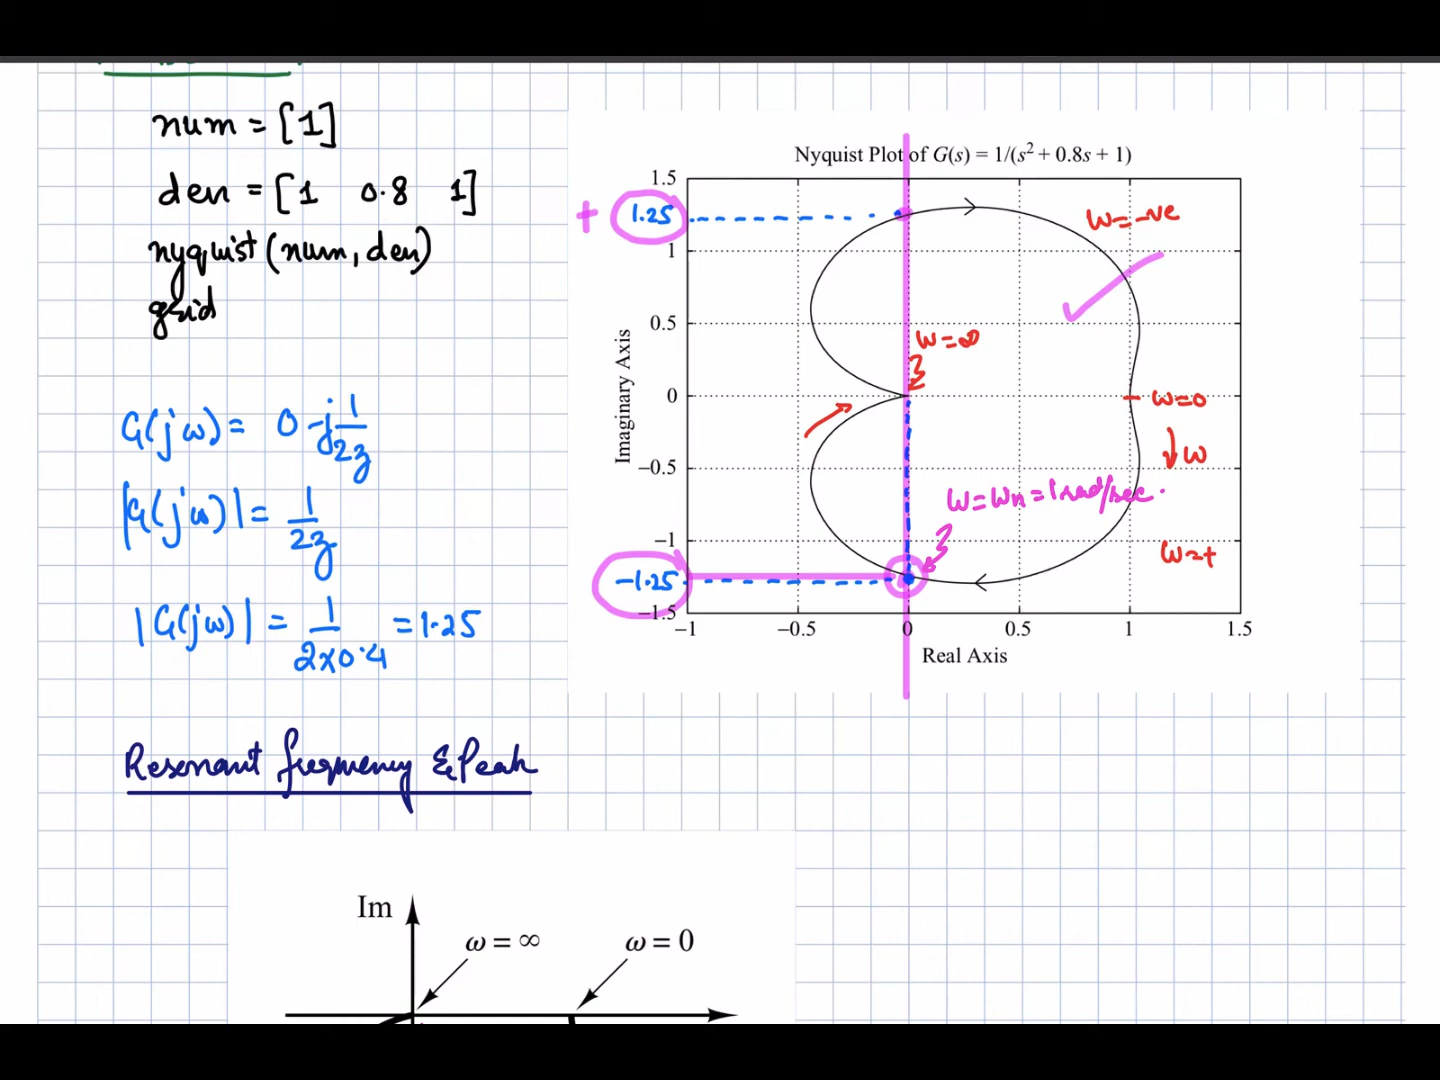 num = [1]
den = [1 0.8 1]
nyquist (num, den)
grid
G(jω) = 0 - j 1/2ξ
|G(jω)| = 1/2ξ
|G(jω)| = 1/2×0.4 = 1.25
Nyquist Plot of G(s) = 1/(s² + 0.8s + 1)
1.5
+ 1.25
1
0.5
0
−0.5
−1
−1.25
−1.5
−1 −0.5 0 0.5 1 1.5
Imaginary Axis
Real Axis
ω = -ve
ω = ∞
ω = 0
↓ω
ω = ωn = 1 rad/sec.
ω = +
Resonant frequency & Peak
Im
ω = ∞ ω = 0